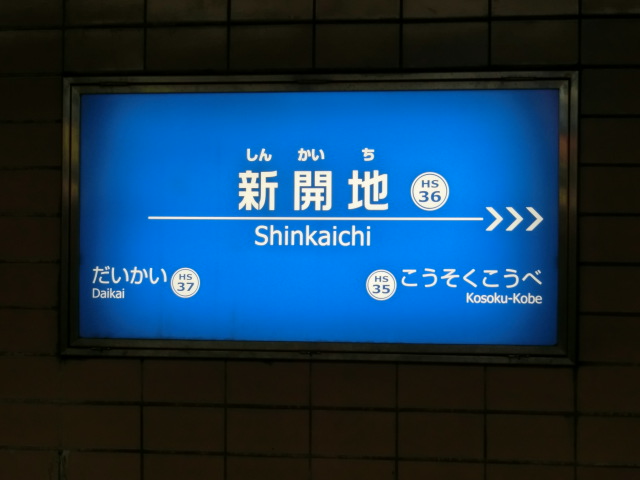 しん かい ち
新開地 HS 36
Shinkaichi
だいかい HS 37
Daikai
HS 35 こうそくこうべ
Kosoku-Kobe